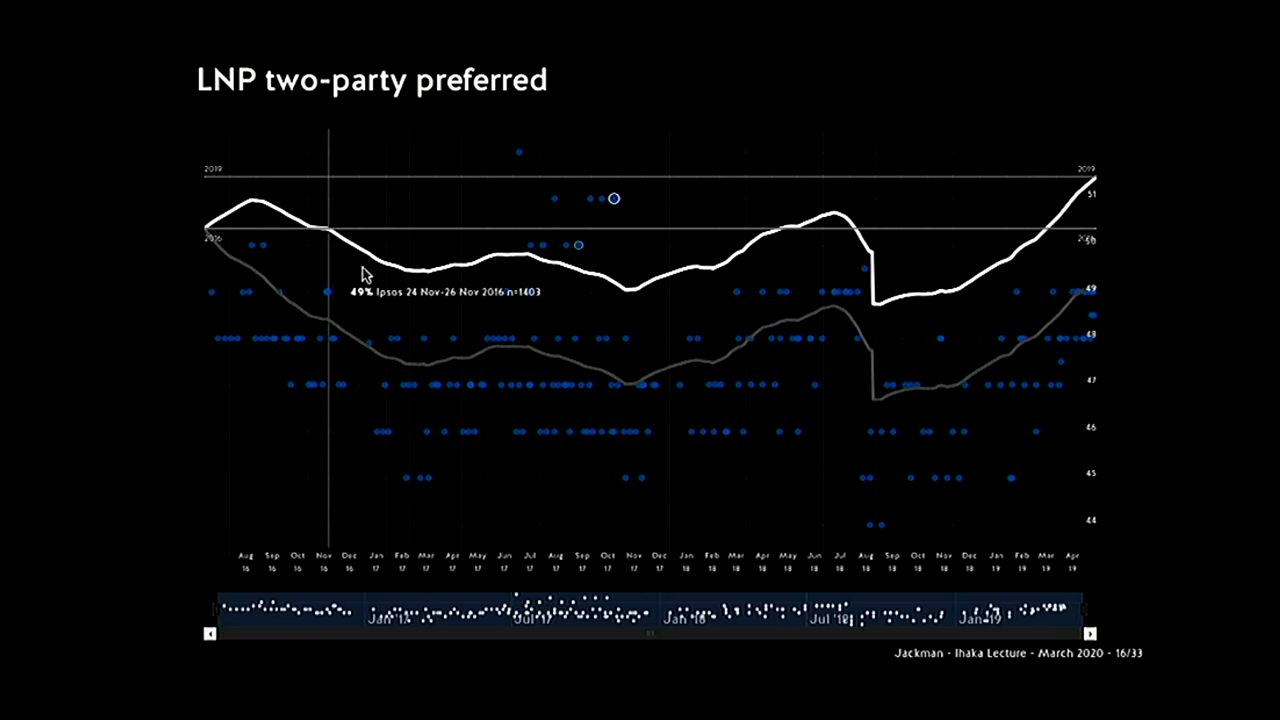 LNP two-party preferred
2019
2019
51
2016
50
49% Ipsos 24 Nov-26 Nov 2016 n=1403
49
48
47
46
45
44
Aug Sep Oct Nov Dec Jan Feb Mar Apr May Jun Jul Aug Sep Oct Nov Dec Jan Feb Mar Apr May Jun Jul Aug Sep Oct Nov Dec Jan Feb Mar Apr
16 16 16 16 16 17 17 17 17 17 17 17 17 17 17 17 17 18 18 18 18 18 18 18 18 18 18 18 18 19 19 19 19
Jan '17 Jul '17 Jan '18 Jul '18 Jan '19
Jackman - Ihaka Lecture - March 2020 - 16/33